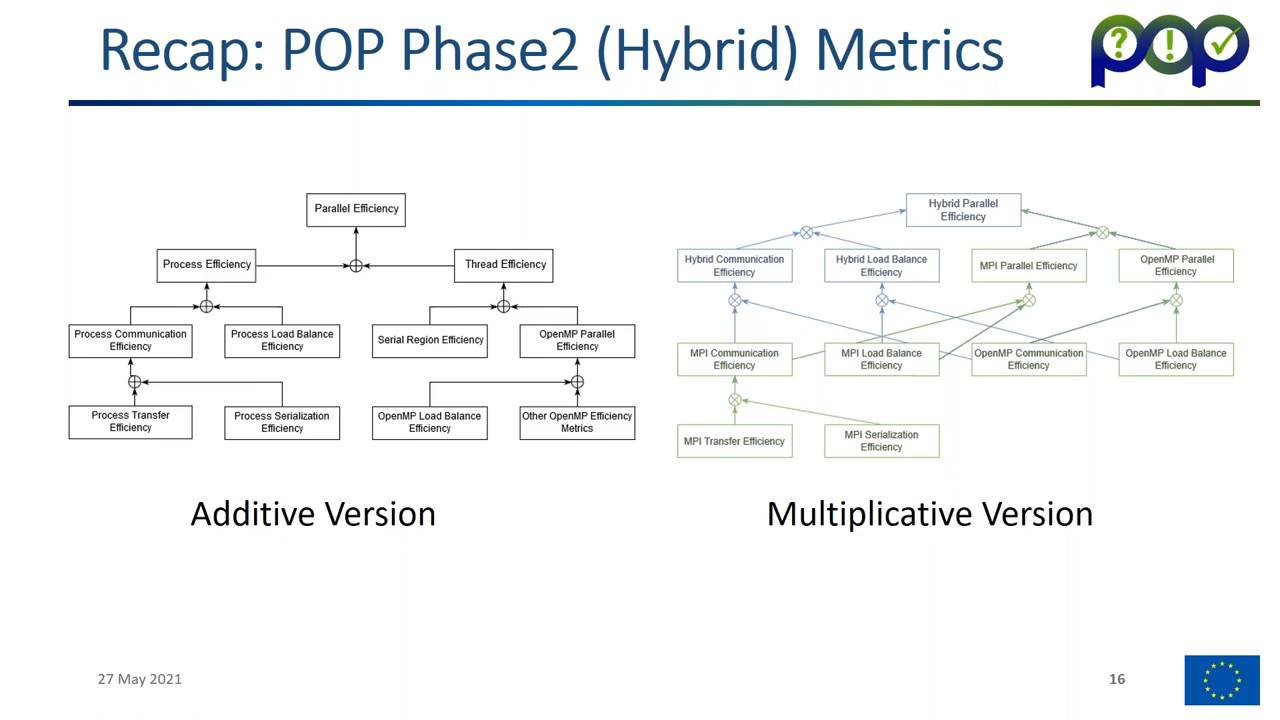 Recap: POP Phase2 (Hybrid) Metrics
pop
Parallel Efficiency
Process Efficiency
Thread Efficiency
Process Communication
Efficiency
Process Load Balance
Efficiency
Serial Region Efficiency
OpenMP Parallel
Efficiency
Process Transfer
Efficiency
Process Serialization
Efficiency
OpenMP Load Balance
Efficiency
Other OpenMP Efficiency
Metrics
Additive Version
Hybrid Parallel
Efficiency
Hybrid Communication
Efficiency
Hybrid Load Balance
Efficiency
MPI Parallel Efficiency
OpenMP Parallel
Efficiency
MPI Communication
Efficiency
MPI Load Balance
Efficiency
OpenMP Communication
Efficiency
OpenMP Load Balance
Efficiency
MPI Transfer Efficiency
MPI Serialization
Efficiency
Multiplicative Version
27 May 2021
16